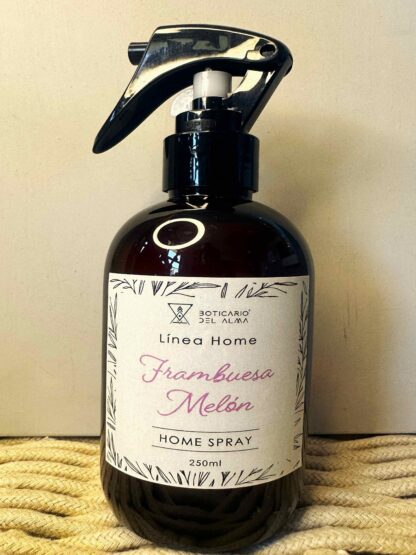 BOTICARIO
DEL ALMA
Línea Home
Frambuesa
Melón
HOME SPRAY
250ml